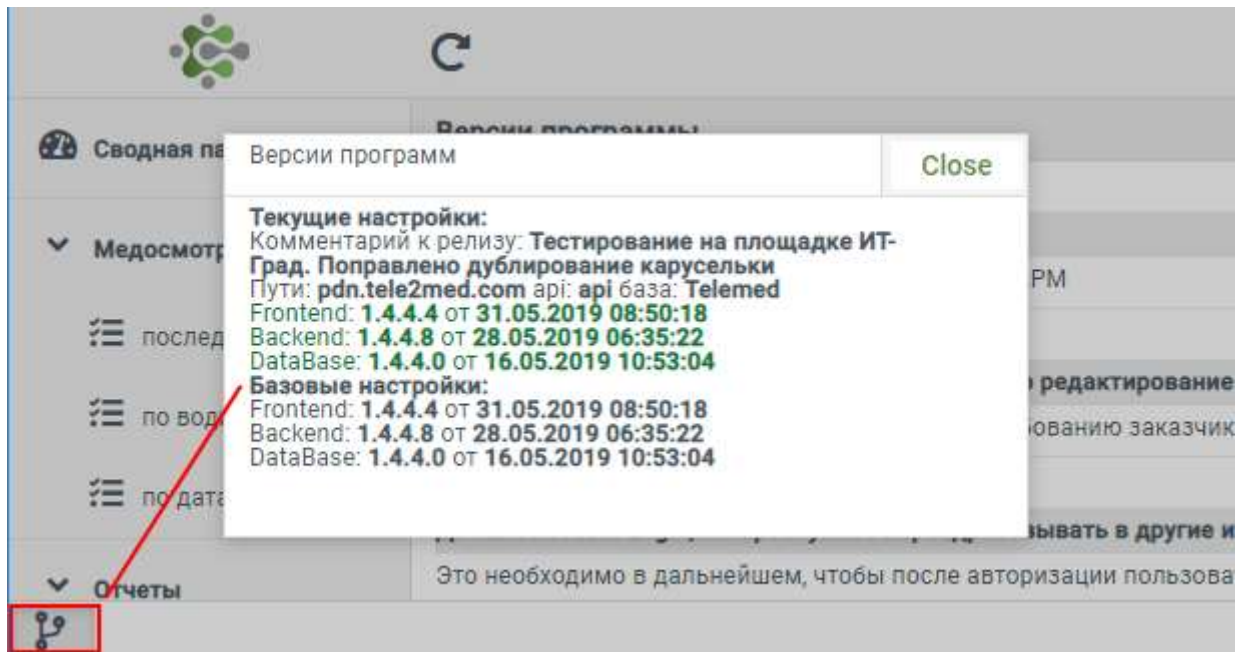 Версии программы
Сводная
Версии программ
Close
Текущие настройки:
Комментарий к релизу: Тестирование на площадке ИТ-
Град. Поправлено дублирование карусельки
Пути: pdn.tele2med.com api: api база: Telemed
Frontend: 1.4.4.4 от 31.05.2019 08:50:18
Backend: 1.4.4.8 от 28.05.2019 06:35:22
DataBase: 1.4.4.0 от 16.05.2019 10:53:04
Базовые настройки:
Frontend: 1.4.4.4 от 31.05.2019 08:50:18
Backend: 1.4.4.8 от 28.05.2019 06:35:22
DataBase: 1.4.4.0 от 16.05.2019 10:53:04
Медосмотр
PM
послед
редактирование
по вод
ованию заказчик
по дата
зывать в другие и
Отчеты
Это необходимо в дальнейшем, чтобы после авторизации пользова